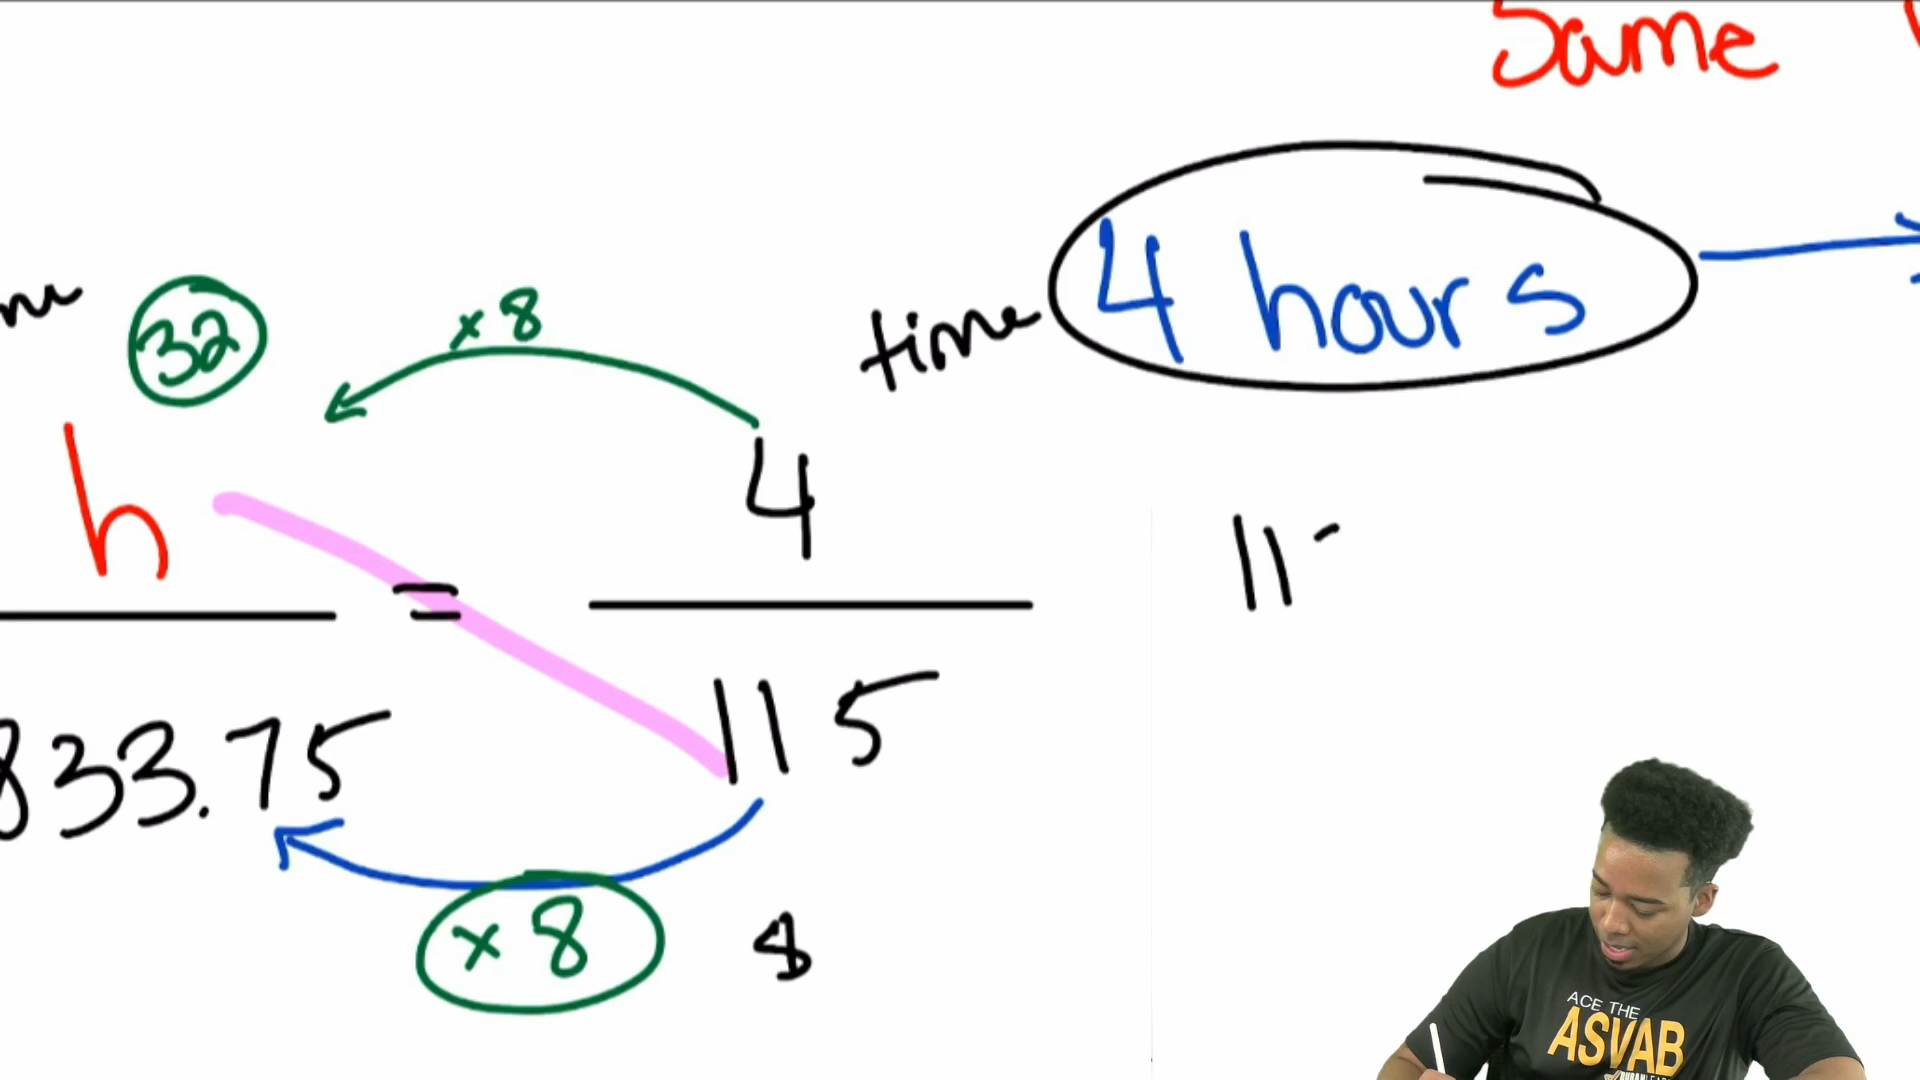 Same
4 hours
time
32
x 8
h = 4
833.75 115
11
x 8 8
ACE THE
ASVAB